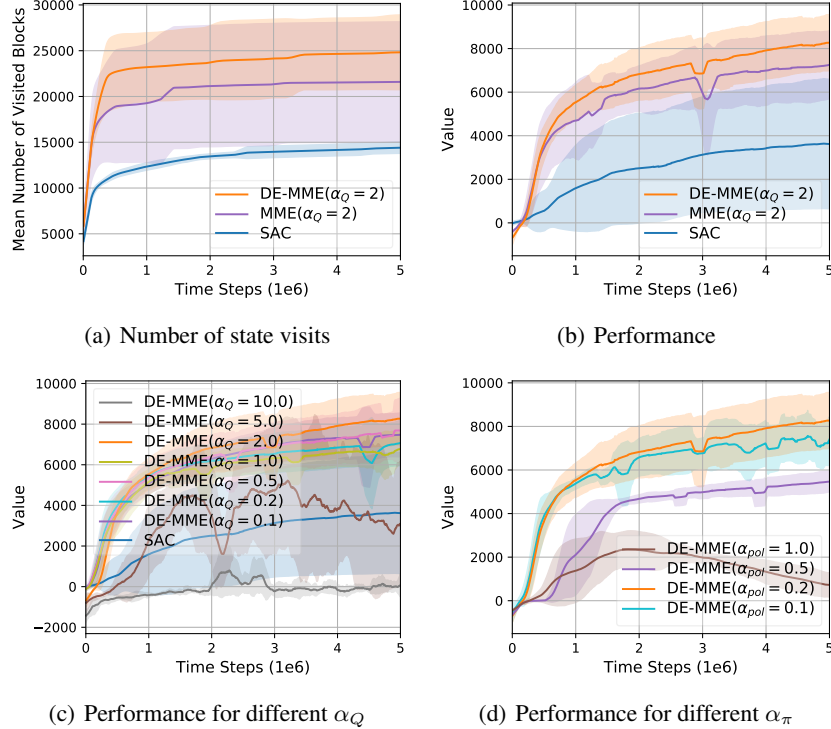 30000
25000
20000
15000
10000
5000
Mean Number of Visited Blocks
DE-MME(α_Q = 2)
MME(α_Q = 2)
SAC
0 1 2 3 4 5
Time Steps (1e6)
(a) Number of state visits
10000
8000
6000
4000
2000
0
Value
DE-MME(α_Q = 2)
MME(α_Q = 2)
SAC
0 1 2 3 4 5
Time Steps (1e6)
(b) Performance
10000
8000
6000
4000
2000
0
−2000
Value
DE-MME(α_Q = 10.0)
DE-MME(α_Q = 5.0)
DE-MME(α_Q = 2.0)
DE-MME(α_Q = 1.0)
DE-MME(α_Q = 0.5)
DE-MME(α_Q = 0.2)
DE-MME(α_Q = 0.1)
SAC
0 1 2 3 4 5
Time Steps (1e6)
(c) Performance for different α_Q
10000
8000
6000
4000
2000
0
Value
DE-MME(α_pol = 1.0)
DE-MME(α_pol = 0.5)
DE-MME(α_pol = 0.2)
DE-MME(α_pol = 0.1)
0 1 2 3 4 5
Time Steps (1e6)
(d) Performance for different α_π